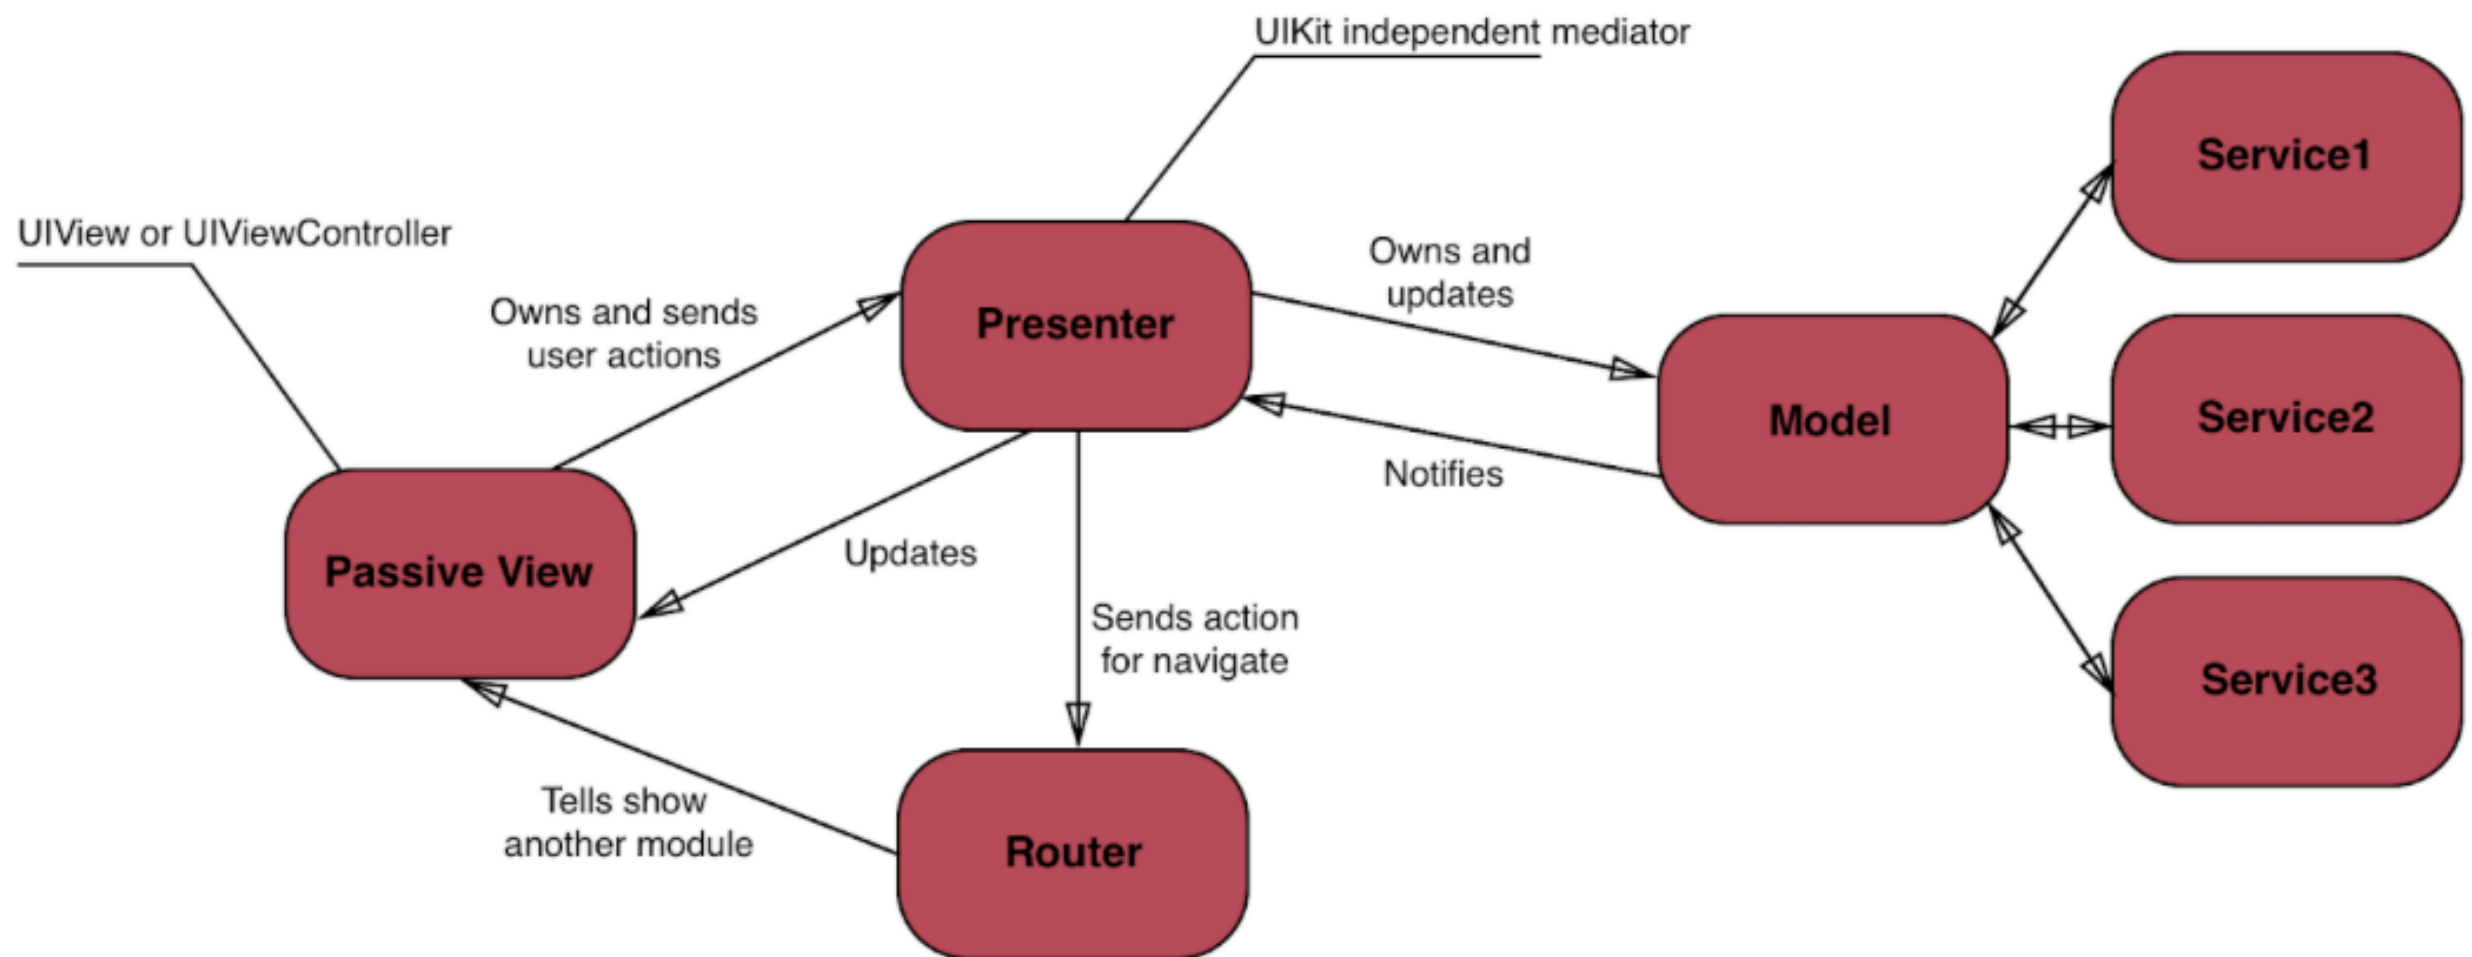 UIKit independent mediator
Service1
UIView or UIViewController
Owns and
updates
Owns and sends
user actions
Presenter
Model
Service2
Notifies
Passive View
Updates
Sends action
for navigate
Service3
Tells show
another module
Router